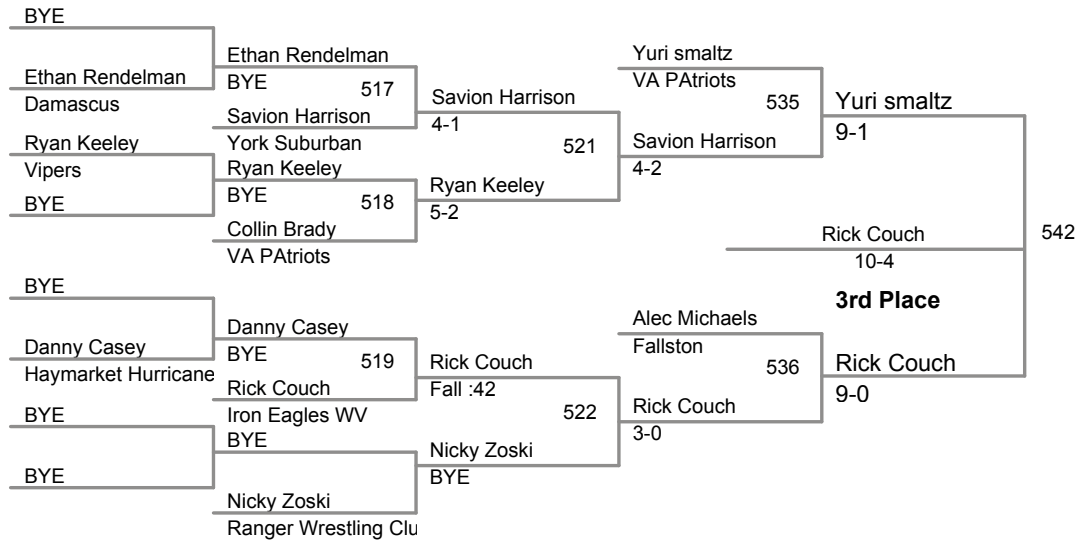 BYE
Ethan Rendelman
Damascus
Ryan Keeley
Vipers
BYE
Ethan Rendelman
BYE
517
Savion Harrison
York Suburban
Ryan Keeley
BYE
518
Collin Brady
VA PAtriots
Savion Harrison
4-1
521
Ryan Keeley
5-2
Yuri smaltz
VA PAtriots
535
Savion Harrison
4-2
Yuri smaltz
9-1
Rick Couch
10-4
542
3rd Place
BYE
Danny Casey
Haymarket Hurricane
BYE
BYE
Danny Casey
BYE
519
Rick Couch
Iron Eagles WV
BYE
Nicky Zoski
Ranger Wrestling Clu
Rick Couch
Fall :42
522
Nicky Zoski
BYE
Alec Michaels
Fallston
536
Rick Couch
3-0
Rick Couch
9-0